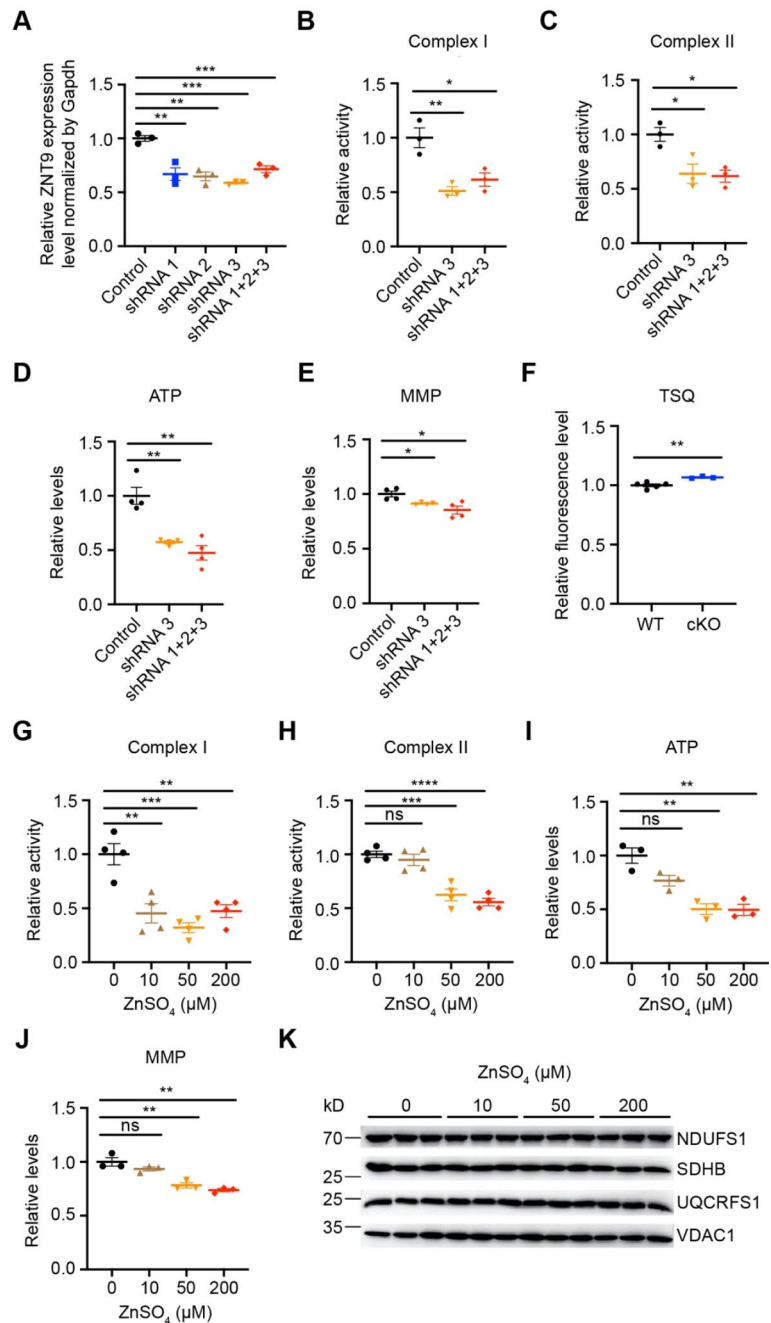 A
Relative ZNT9 expression
level normalized by Gapdh
1.5
1.0
0.5
0.0
***
***
**
**
Control
shRNA 1
shRNA 2
shRNA 3
shRNA 1+2+3
B
Complex I
Relative activity
1.5
1.0
0.5
0.0
*
**
Control
shRNA 3
shRNA 1+2+3
C
Complex II
Relative activity
1.5
1.0
0.5
0.0
*
*
Control
shRNA 3
shRNA 1+2+3
D
ATP
Relative levels
1.5
1.0
0.5
0.0
**
**
Control
shRNA 3
shRNA 1+2+3
E
MMP
Relative levels
1.5
1.0
0.5
0.0
*
*
Control
shRNA 3
shRNA 1+2+3
F
TSQ
Relative fluorescence level
1.5
1.0
0.5
0.0
**
WT cKO
G
Complex I
Relative activity
1.5
1.0
0.5
0.0
**
***
**
0 10 50 200
ZnSO4 (µM)
H
Complex II
Relative activity
1.5
1.0
0.5
0.0
****
***
ns
0 10 50 200
ZnSO4 (µM)
I
ATP
Relative levels
1.5
1.0
0.5
0.0
**
**
ns
0 10 50 200
ZnSO4 (µM)
J
MMP
Relative levels
1.5
1.0
0.5
0.0
**
**
ns
0 10 50 200
ZnSO4 (µM)
K
ZnSO4 (µM)
kD 0 10 50 200
70 NDUFS1
SDHB
25
25 UQCRFS1
35
VDAC1